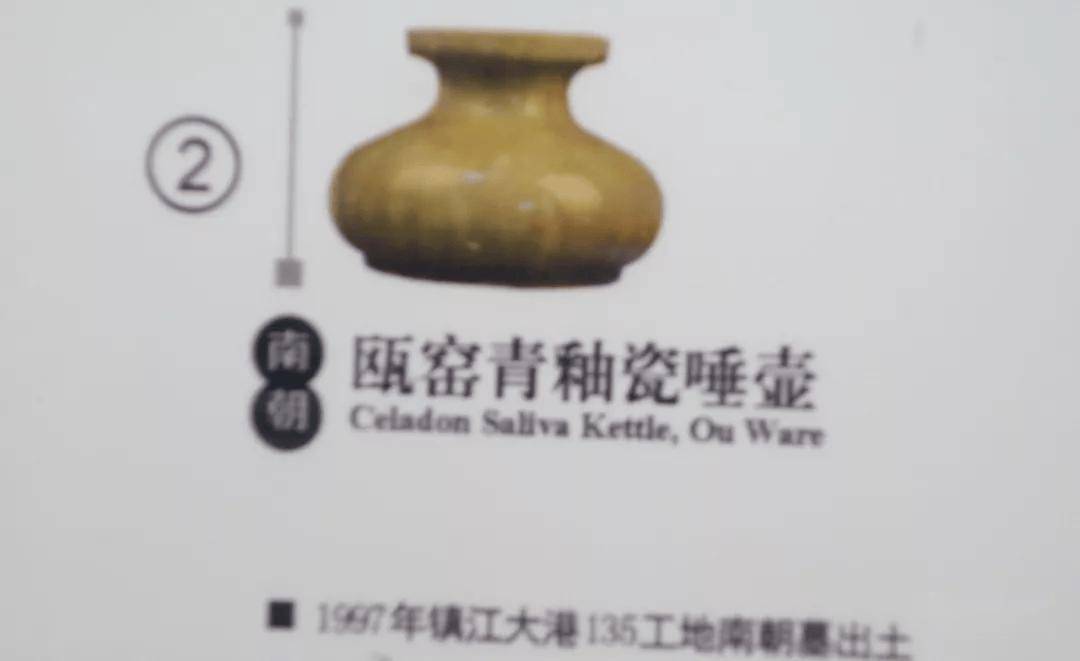 ②
南朝
瓯窑青釉瓷唾壶
Celadon Saliva Kettle, Ou Ware
■ 1997年镇江大港135工地南朝墓出土